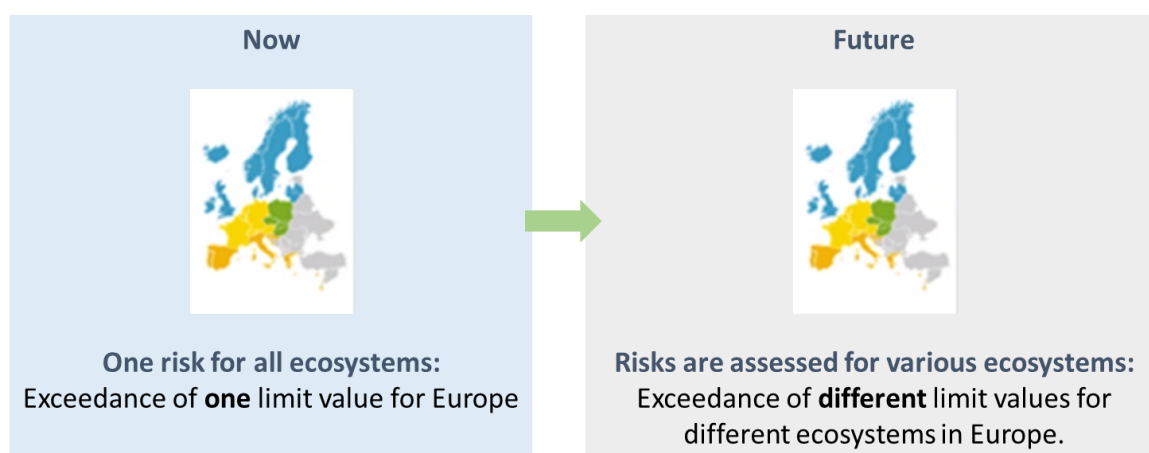 Now
One risk for all ecosystems:
Exceedance of one limit value for Europe
Future
Risks are assessed for various ecosystems:
Exceedance of different limit values for
different ecosystems in Europe.